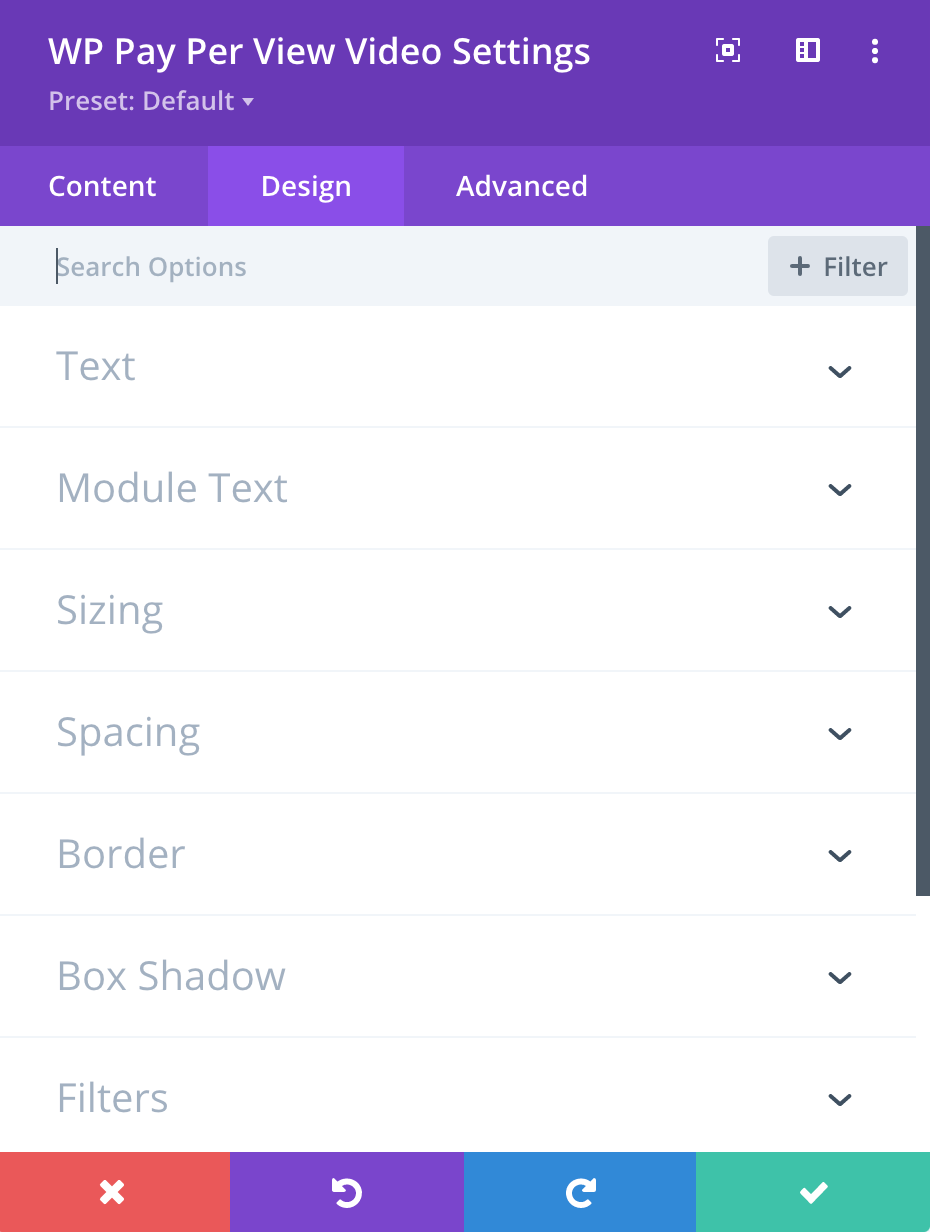 WP Pay Per View Video Settings
Preset: Default
Content Design Advanced
Search Options + Filter
Text
Module Text
Sizing
Spacing
Border
Box Shadow
Filters